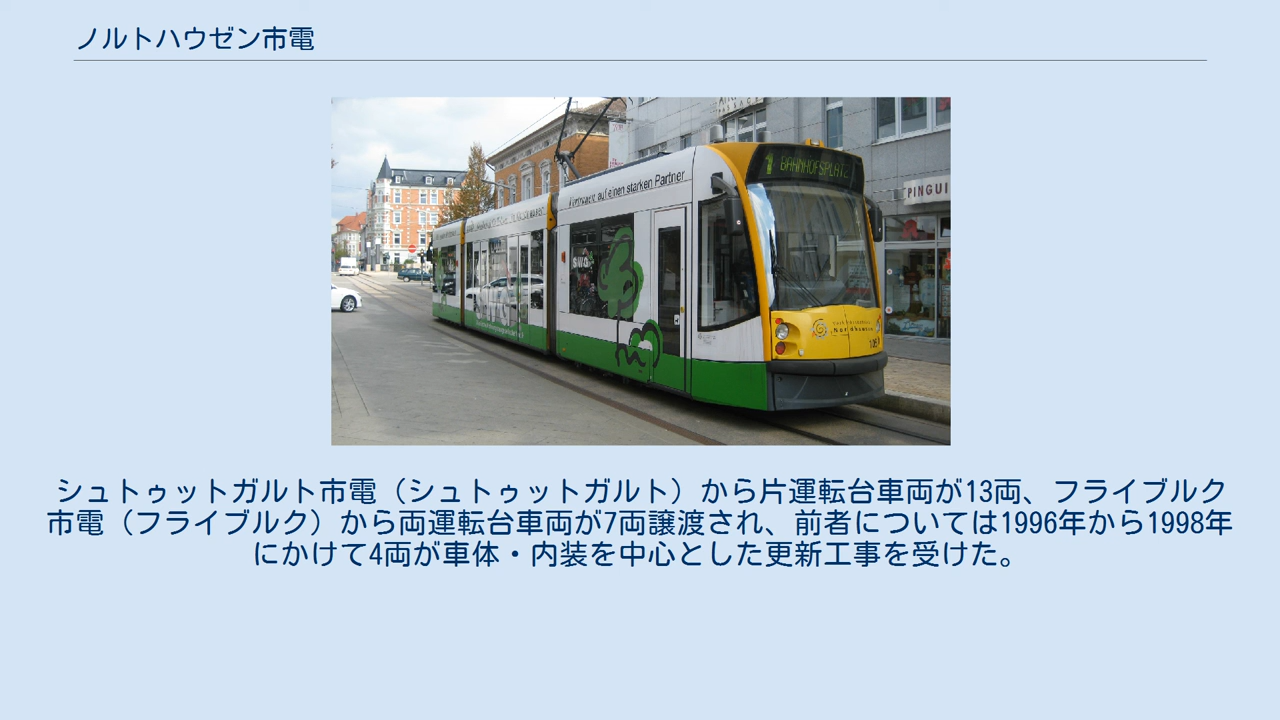 ノルトハウゼン市電
1 BAHNHOFSPLATZ
auf einen starken Partner
PINGUI
swg
Nordhausen
シュトゥットガルト市電（シュトゥットガルト）から片運転台車両が13両、フライブルク
市電（フライブルク）から両運転台車両が7両譲渡され、前者については1996年から1998年
にかけて4両が車体・内装を中心とした更新工事を受けた。